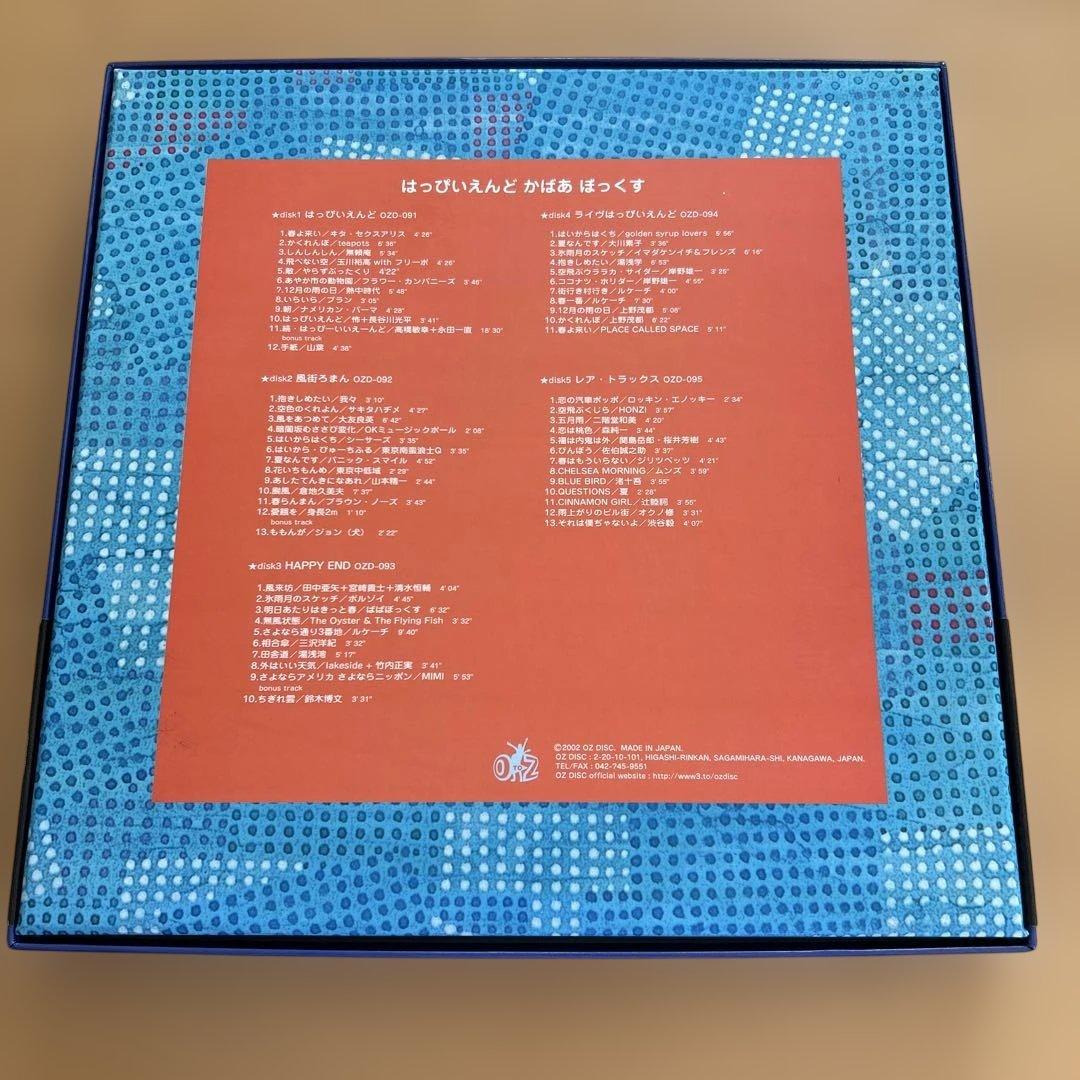 はっぴいえんど かばあ ぼっくす
★disk1 はっぴいえんど OZD-091
1.春よ来い／ヰタ・セクスアリス 4'26"
2.かくれんぼ／teapots 5'36"
3.しんしんしん／無頼庵 5'34"
4.飛べない空／玉川裕高 with フリーボ 4'26"
5.敵／やらずぶったくり 4'22"
6.あやか市の動物園／フラワー・カンパニーズ 3'46"
7.12月の雨の日／熱中時代 5'48"
8.いらいら／プラン 3'05"
9.朝／ナアメリカン・パーマ 4'28"
10.はっぴいえんど／怖＋長谷川光平 3'41"
11.続・はっぴーいいえーんど／高橋敏幸＋永田一直 18'30"
bonus track
12.手紙／山葉 4'36"
★disk2 風街ろまん OZD-092
1.抱きしめたい／我々 3'10"
2.空色のくれよん／サキタハヂメ 4'27"
3.風をあつめて／大友良英 6'42"
4.暗闇坂むささび変化／OKミュージックボール 2'08"
5.はいからはくち／シーサーズ 3'35"
6.はいから・びゅーちふる／東京南蛮浪士Q 3'35"
7.夏なんです／パニック・スマイル 4'52"
8.花いちもんめ／東京中低域 2'29"
9.あしたてんきになあれ／山本精一 2'44"
10.颱風／倉地久美夫 7'37"
11.春らんまん／ブラウン・ノーズ 3'43"
12.愛餓を／身長2m 1'10"
bonus track
13.ももんが／ジョン（犬） 2'22"
★disk3 HAPPY END OZD-093
1.風来坊／田中亜矢＋宮崎貴士＋清水恒輔 4'04"
2.氷雨月のスケッチ／ボルゾイ 4'45"
3.明日あたりはきっと春／ぱぱぼっくす 6'32"
4.無風状態／The Oyster & The Flying Fish 3'32"
5.さよなら通り3番地／ルケーチ 9'40"
6.相合傘／三沢洋紀 3'32"
7.田舎道／湯浅湾 5'17"
8.外はいい天気／lakeside + 竹内正実 3'41"
9.さよならアメリカ さよならニッポン／MIMI 5'53"
bonus track
10.ちぎれ雲／鈴木博文 3'31"
★disk4 ライヴはっぴいえんど OZD-094
1.はいからはくち／golden syrup lovers 5'56"
2.夏なんです／大川素子 3'36"
3.氷雨月のスケッチ／イマダケンイチ＆フレンズ 6'16"
4.抱きしめたい／湯浅学 6'53"
5.空飛ぶウララカ・サイダー／岸野雄一 3'25"
6.ココナツ・ホリダー／岸野雄一 4'55"
7.街行き村行き／ルケーチ 4'00"
8.春一番／ルケーチ 7'30"
9.12月の雨の日／上野茂都 5'08"
10.かくれんぼ／上野茂都 6'22"
11.春よ来い／PLACE CALLED SPACE 5'11"
★disk5 レア・トラックス OZD-095
1.恋の汽車ポッポ／ロッキン・エノッキー 2'34"
2.空飛ぶくじら／HONZI 3'57"
3.五月雨／二階堂和美 4'20"
4.恋は桃色／森純一 3'44"
5.福は内鬼は外／関島岳郎・桜井芳樹 4'43"
6.びんぼう／佐伯誠之助 3'37"
7.春はもういらない／ジリツベッツ 4'21"
8.CHELSEA MORNING／ムンズ 3'59"
9.BLUE BIRD／渚十吾 3'55"
10.QUESTIONS／夏 2'28"
11.CINNAMON GIRL／辻睦詞 3'55"
12.雨上がりのビル街／オクノ修 3'31"
13.それは僕ぢゃないよ／渋谷毅 4'07"
OTOZ
©2002 OZ DISC. MADE IN JAPAN.
OZ DISC : 2-20-10-101, HIGASHI-RINKAN, SAGAMIHARA-SHI, KANAGAWA, JAPAN.
TEL/FAX : 042-745-9551
OZ DISC official website : http://www3.to/ozdisc